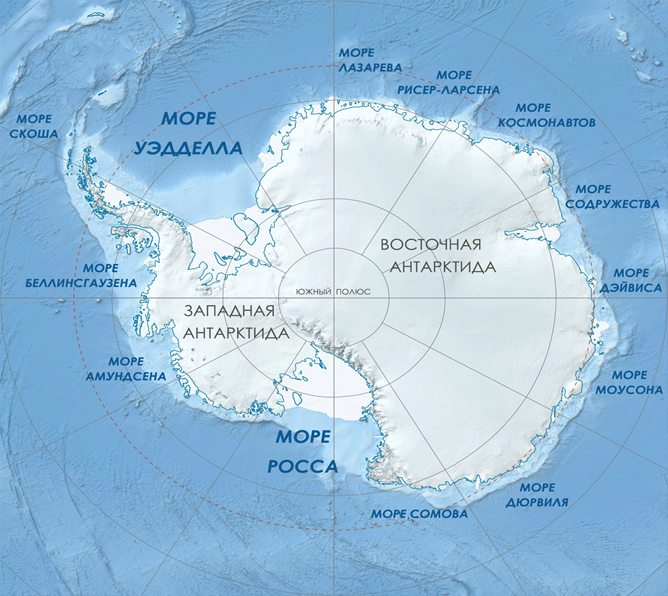 МОРЕ
ЛАЗАРЕВА
МОРЕ
РИСЕР-ЛАРСЕНА
МОРЕ
КОСМОНАВТОВ
МОРЕ
СКОША
МОРЕ
УЭДДЕЛЛА
МОРЕ
СОДРУЖЕСТВА
ВОСТОЧНАЯ
АНТАРКТИДА
МОРЕ
БЕЛЛИНСГАУЗЕНА
МОРЕ
ДЭЙВИСА
ЮЖНЫЙ ПОЛЮС
ЗАПАДНАЯ
АНТАРКТИДА
МОРЕ
АМУНДСЕНА
МОРЕ
МОУСОНА
МОРЕ
РОССА
МОРЕ
ДЮРВИЛЯ
МОРЕ СОМОВА